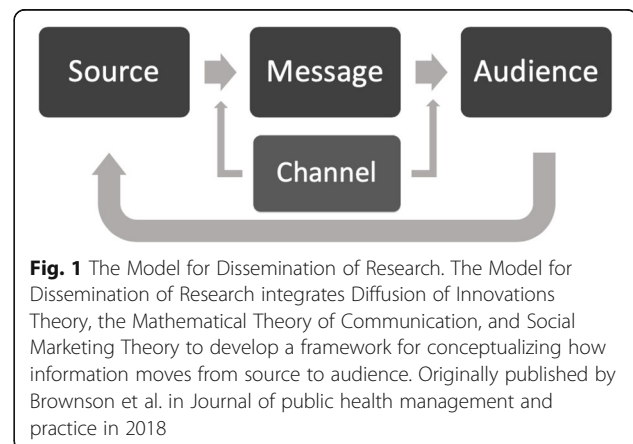 Source
Message
Audience
Channel
Fig. 1 The Model for Dissemination of Research. The Model for
Dissemination of Research integrates Diffusion of Innovations
Theory, the Mathematical Theory of Communication, and Social
Marketing Theory to develop a framework for conceptualizing how
information moves from source to audience. Originally published by
Brownson et al. in Journal of public health management and
practice in 2018